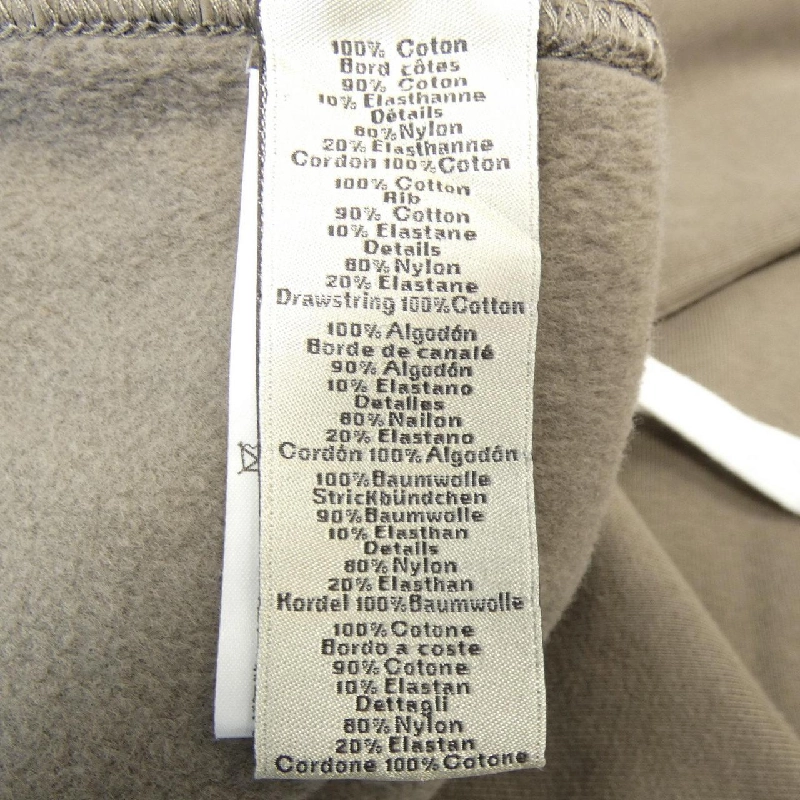 100% Coton
Bord côtas
90% Coton
10% Elasthanne
Détails
80% Nylon
20% Elasthanne
Cordon 100% Coton
100% Cotton
Rib
90% Cotton
10% Elastane
Details
80% Nylon
20% Elastane
Drawstring 100% Cotton
100% Algodón
Borde de canalé
90% Algodón
10% Elastano
Detalles
80% Nailon
20% Elastano
Cordón 100% Algodón
100% Baumwolle
Strickbündchen
90% Baumwolle
10% Elasthan
Details
80% Nylon
20% Elasthan
Kordel 100% Baumwolle
100% Cotone
Bordo a coste
90% Cotone
10% Elastan
Dettagli
80% Nylon
20% Elastan
Cordone 100% Cotone